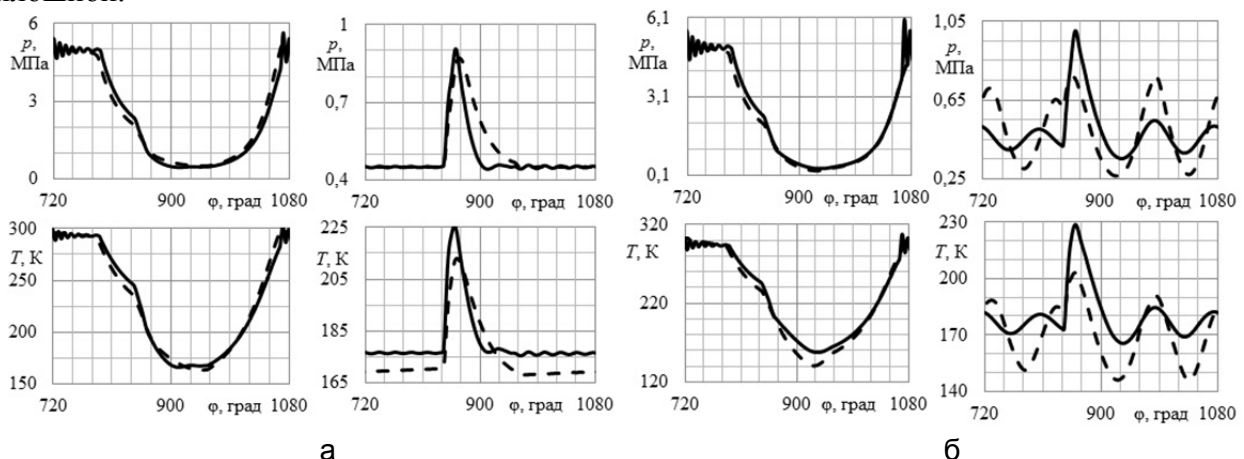 6
р,
МПа
3
0
720
900
φ, град
1080
1
р,
МПа
0,7
0,4
720
900
φ, град
1080
6,1
р,
МПа
3,1
0,1
720
900
φ, град
1080
1,05
р,
МПа
0,65
0,25
720
900
φ, град
1080
300
Т, К
250
200
150
720
900
φ, град
1080
225
Т, К
205
185
165
720
900
φ, град
1080
320
Т, К
220
120
720
900
φ, град
1080
230
Т, К
200
170
140
720
900
φ, град
1080
а
б